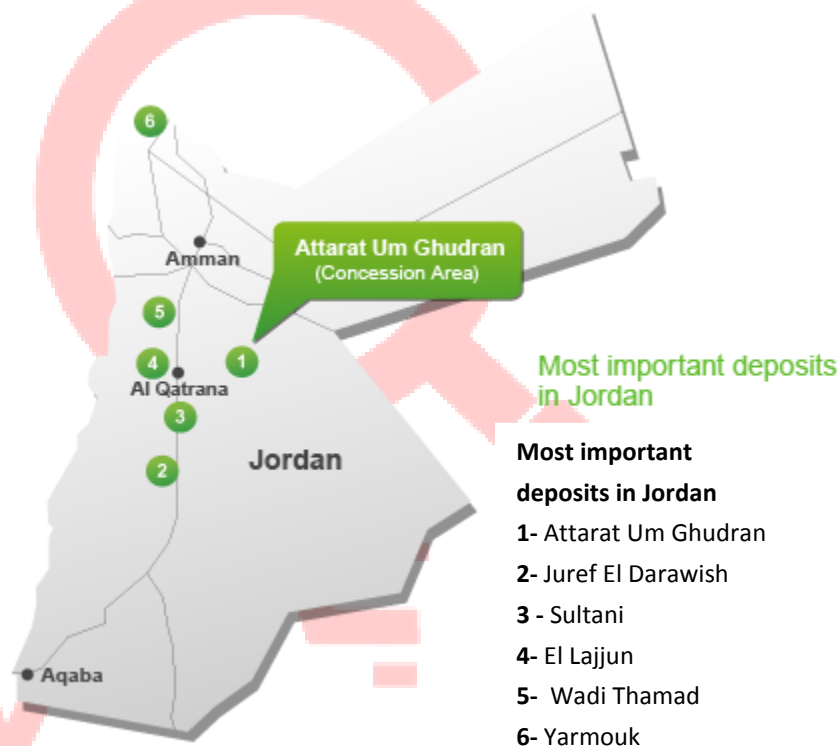 6
Amman
Attarat Um Ghudran
(Concession Area)
5
4
1
Al Qatrana
3
2
Jordan
Aqaba
Most important deposits
in Jordan
Most important
deposits in Jordan
1- Attarat Um Ghudran
2- Juref El Darawish
3 - Sultani
4- El Lajjun
5- Wadi Thamad
6- Yarmouk